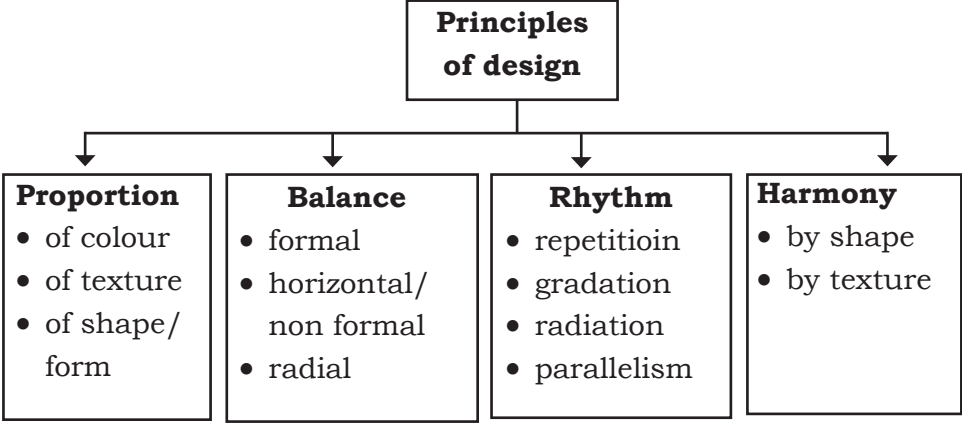 Principles
of design
Proportion
• of colour
• of texture
• of shape/
form
Balance
• formal
• horizontal/
non formal
• radial
Rhythm
• repetitioin
• gradation
• radiation
• parallelism
Harmony
• by shape
• by texture